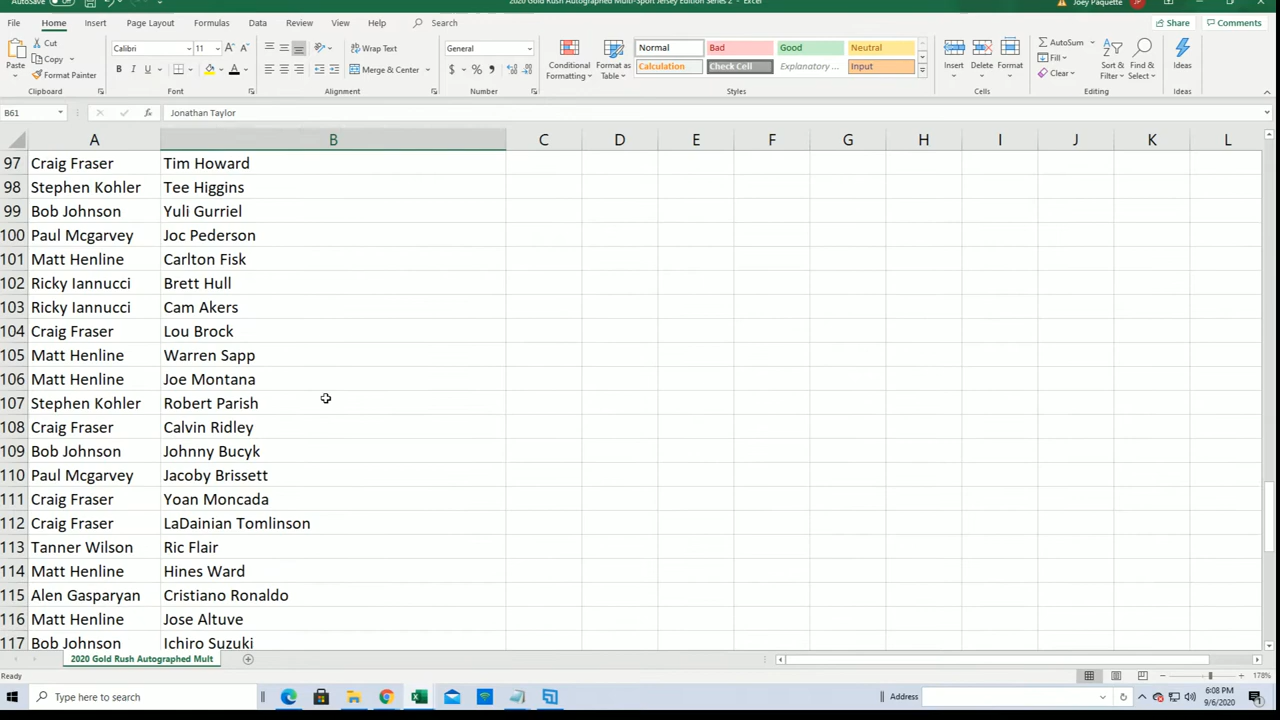 AutoSave
2020 Gold Rush Autographed Multi-Sport Jersey Edition Series 2 - Excel
Joey Paquette
JP
File Home Insert Page Layout Formulas Data Review View Help Search Share Comments
Paste Cut Copy Format Painter
Calibri 11 A A B I U A
Wrap Text Merge & Center
General $ % ,
Conditional Formatting Format as Table
Normal Bad Good Neutral
Calculation Check Cell Explanatory ... Input
Insert Delete Format
AutoSum Fill Clear Sort & Filter Find & Select Ideas
Clipboard Font Alignment Number Styles Cells Editing Ideas
B61 fx Jonathan Taylor
A B C D E F G H I J K L
97 Craig Fraser Tim Howard
98 Stephen Kohler Tee Higgins
99 Bob Johnson Yuli Gurriel
100 Paul Mcgarvey Joc Pederson
101 Matt Henline Carlton Fisk
102 Ricky Iannucci Brett Hull
103 Ricky Iannucci Cam Akers
104 Craig Fraser Lou Brock
105 Matt Henline Warren Sapp
106 Matt Henline Joe Montana
107 Stephen Kohler Robert Parish
108 Craig Fraser Calvin Ridley
109 Bob Johnson Johnny Bucyk
110 Paul Mcgarvey Jacoby Brissett
111 Craig Fraser Yoan Moncada
112 Craig Fraser LaDainian Tomlinson
113 Tanner Wilson Ric Flair
114 Matt Henline Hines Ward
115 Alen Gasparyan Cristiano Ronaldo
116 Matt Henline Jose Altuve
117 Bob Johnson Ichiro Suzuki
2020 Gold Rush Autographed Mult
Ready 178%
Type here to search Address 6:08 PM
9/6/2020